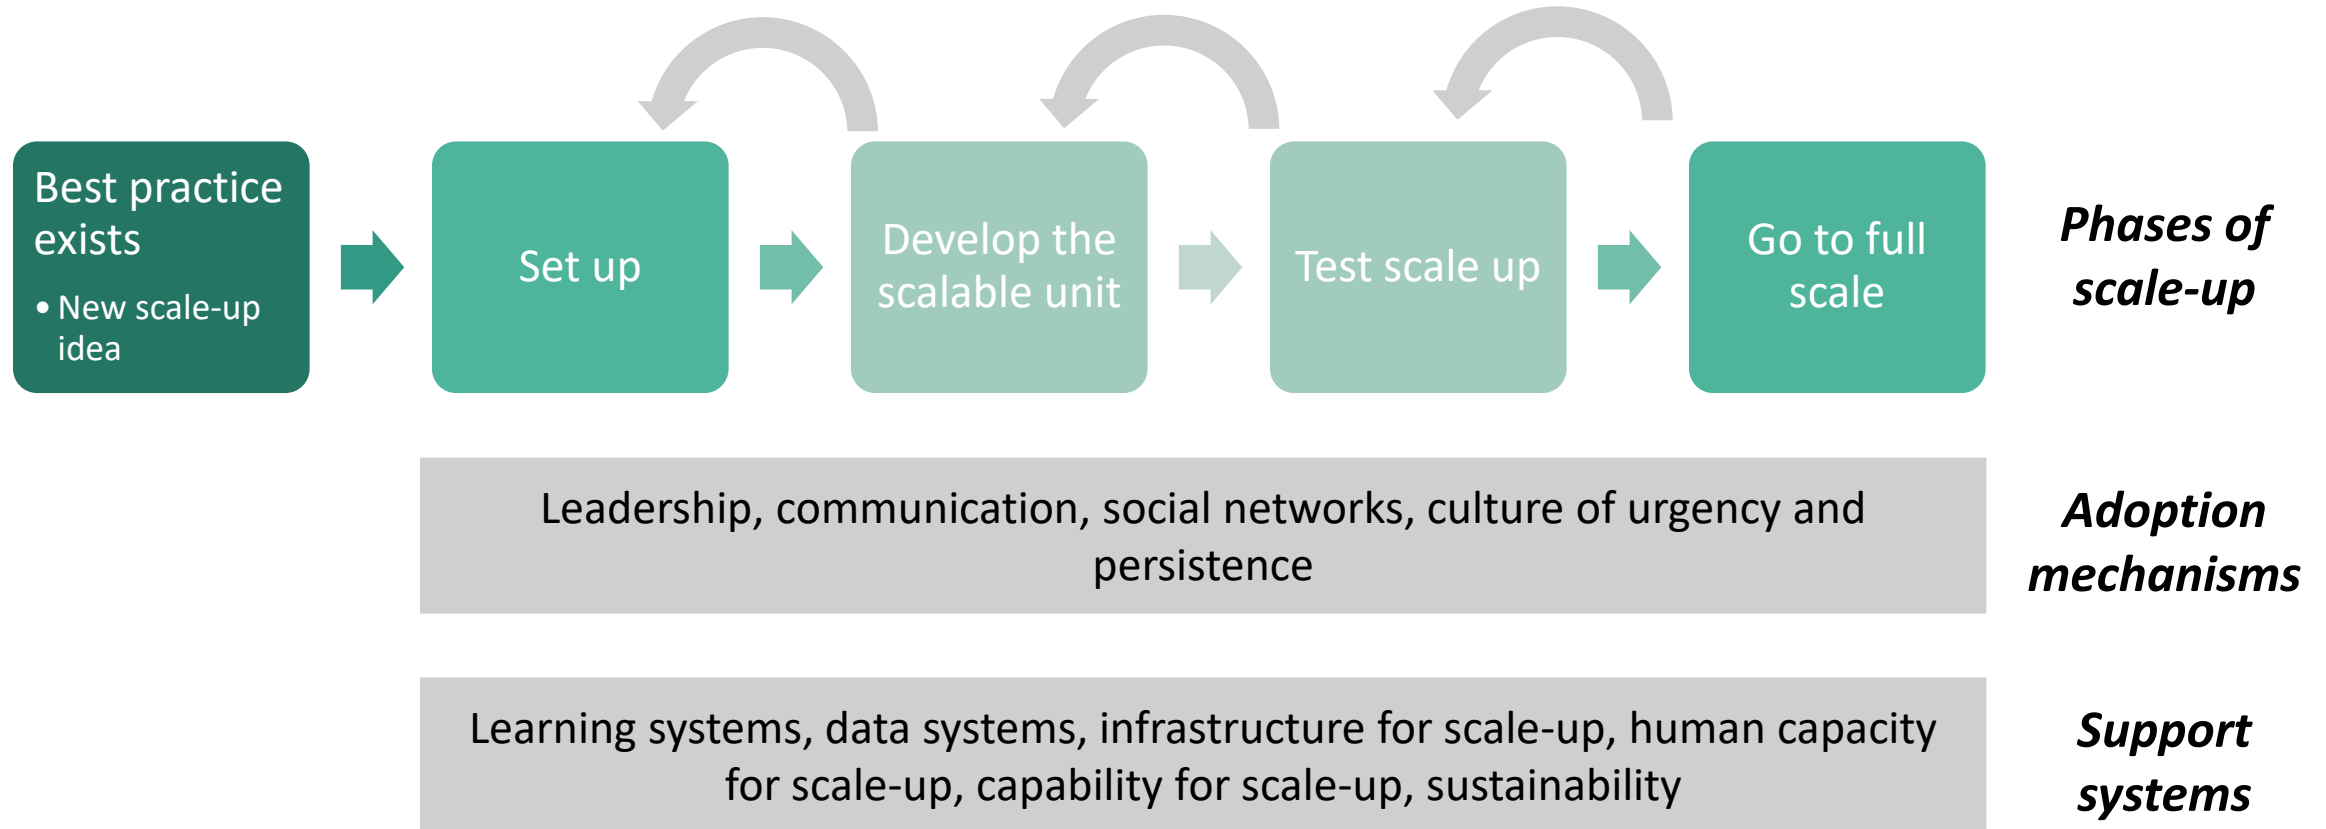 Best practice
exists
• New scale-up
idea
Set up
Develop the
scalable unit
Test scale up
Go to full
scale
Phases of
scale-up
Leadership, communication, social networks, culture of urgency and
persistence
Adoption
mechanisms
Learning systems, data systems, infrastructure for scale-up, human capacity
for scale-up, capability for scale-up, sustainability
Support
systems